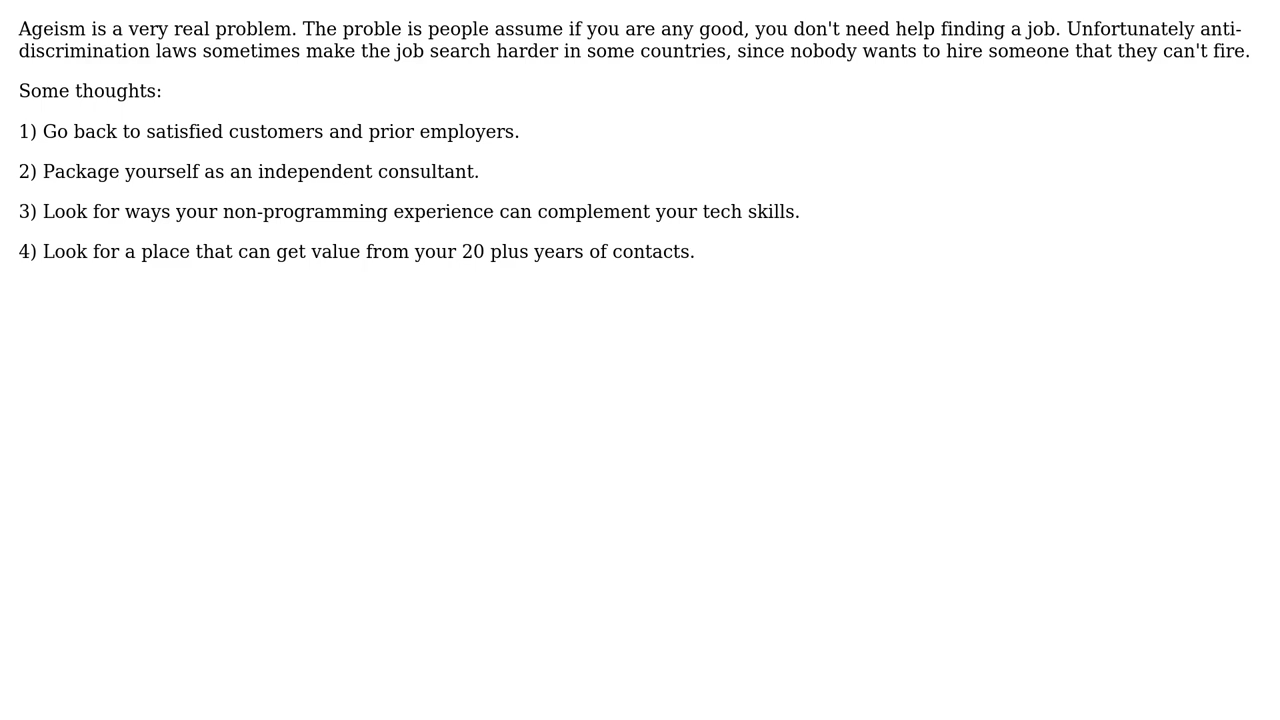 Ageism is a very real problem. The proble is people assume if you are any good, you don't need help finding a job. Unfortunately anti-
discrimination laws sometimes make the job search harder in some countries, since nobody wants to hire someone that they can't fire.
Some thoughts:
1) Go back to satisfied customers and prior employers.
2) Package yourself as an independent consultant.
3) Look for ways your non-programming experience can complement your tech skills.
4) Look for a place that can get value from your 20 plus years of contacts.